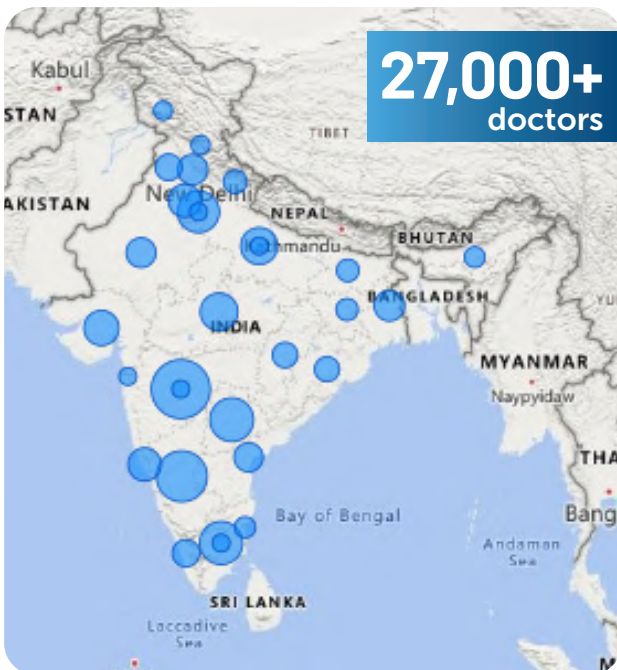 27,000+
doctors
Kabul
STAN
TIBET
AKISTAN
New Delhi
NEPAL
Kathmandu
BHUTAN
BANGLADESH
YU
INDIA
MYANMAR
Naypyidaw
THA
Bay of Bengal
Bang
Andaman
Sea
SRI LANKA
Laccadive
Sea
M